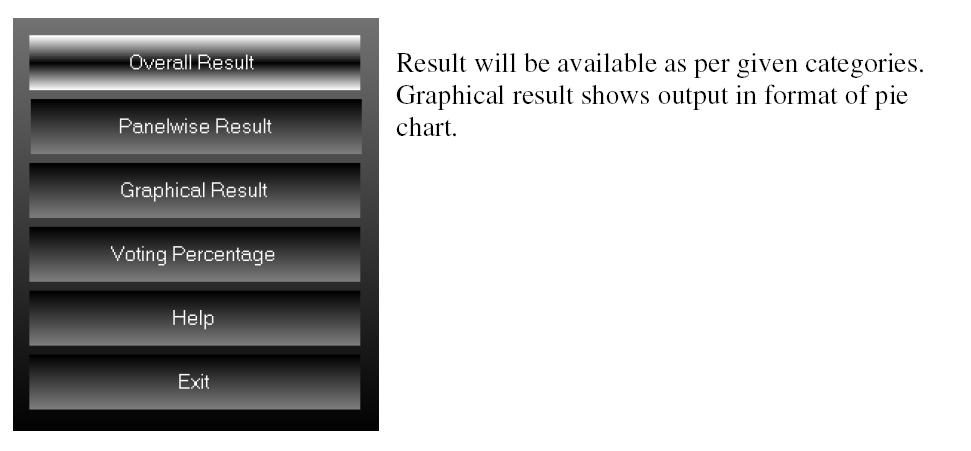 Overall Result
Panelwise Result
Graphical Result
Voting Percentage
Help
Exit
Result will be available as per given categories.
Graphical result shows output in format of pie
chart.